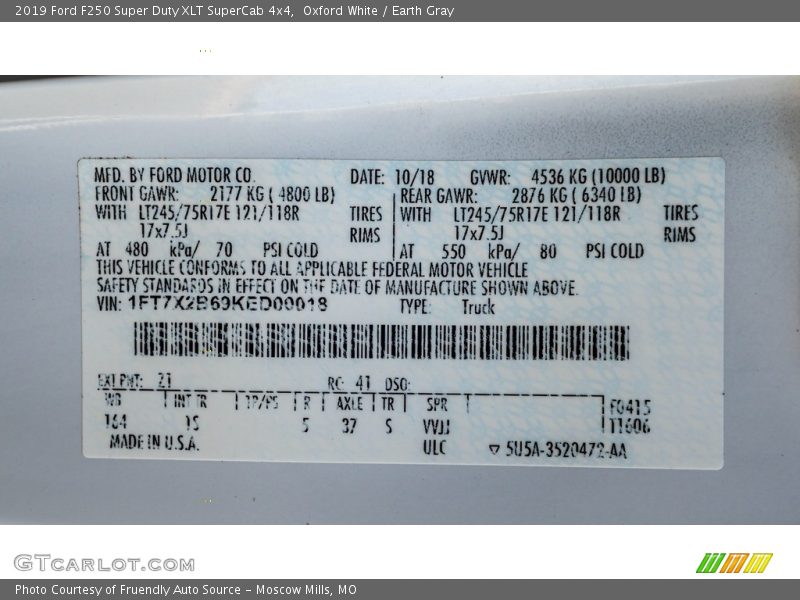 2019 Ford F250 Super Duty XLT SuperCab 4x4,  Oxford White / Earth Gray
MFD. BY FORD MOTOR CO. DATE: 10/18 GVWR: 4536 KG (10000 LB)
FRONT GAWR: 2177 KG ( 4800 LB) REAR GAWR: 2876 KG ( 6340 LB)
WITH LT245/75R17E 121/118R TIRES WITH LT245/75R17E 121/118R TIRES
17x7.5J RIMS 17x7.5J RIMS
AT 480 kPa/ 70 PSI COLD AT 550 kPa/ 80 PSI COLD
THIS VEHICLE CONFORMS TO ALL APPLICABLE FEDERAL MOTOR VEHICLE
SAFETY STANDARDS IN EFFECT ON THE DATE OF MANUFACTURE SHOWN ABOVE.
VIN: 1FT7X2B69KED00018 TYPE: Truck
EXT PNT: Z1 RC: 41 DSO:
WB INT TR TP/PS R AXLE TR SPR F0415
164 1S 5 37 S VVJJ 11606
MADE IN U.S.A. ULC ▽ 5U5A-3520472-AA
GTCARLOT.COM
Photo Courtesy of Fruendly Auto Source – Moscow Mills, MO